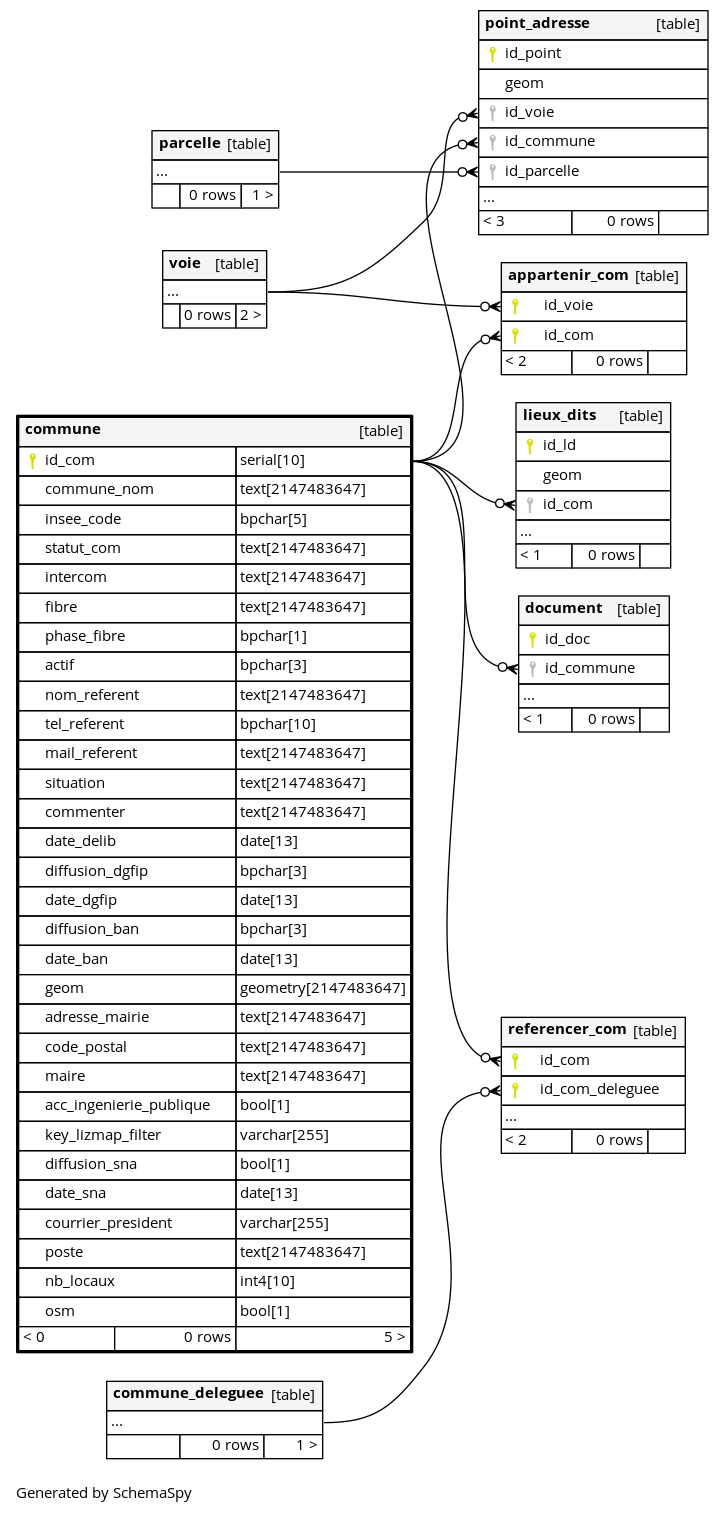 point_adresse [table]
id_point
geom
id_voie
id_commune
id_parcelle
...
< 3 0 rows
parcelle [table]
...
0 rows 1 >
voie [table]
...
0 rows 2 >
appartenir_com [table]
id_voie
id_com
< 2 0 rows
lieux_dits [table]
id_ld
geom
id_com
...
< 1 0 rows
document [table]
id_doc
id_commune
...
< 1 0 rows
commune [table]
id_com serial[10]
commune_nom text[2147483647]
insee_code bpchar[5]
statut_com text[2147483647]
intercom text[2147483647]
fibre text[2147483647]
phase_fibre bpchar[1]
actif bpchar[3]
nom_referent text[2147483647]
tel_referent bpchar[10]
mail_referent text[2147483647]
situation text[2147483647]
commenter text[2147483647]
date_delib date[13]
diffusion_dgfip bpchar[3]
date_dgfip date[13]
diffusion_ban bpchar[3]
date_ban date[13]
geom geometry[2147483647]
adresse_mairie text[2147483647]
code_postal text[2147483647]
maire text[2147483647]
acc_ingenierie_publique bool[1]
key_lizmap_filter varchar[255]
diffusion_sna bool[1]
date_sna date[13]
courrier_president varchar[255]
poste text[2147483647]
nb_locaux int4[10]
osm bool[1]
< 0 0 rows 5 >
referencer_com [table]
id_com
id_com_deleguee
...
< 2 0 rows
commune_deleguee [table]
...
0 rows 1 >
Generated by SchemaSpy